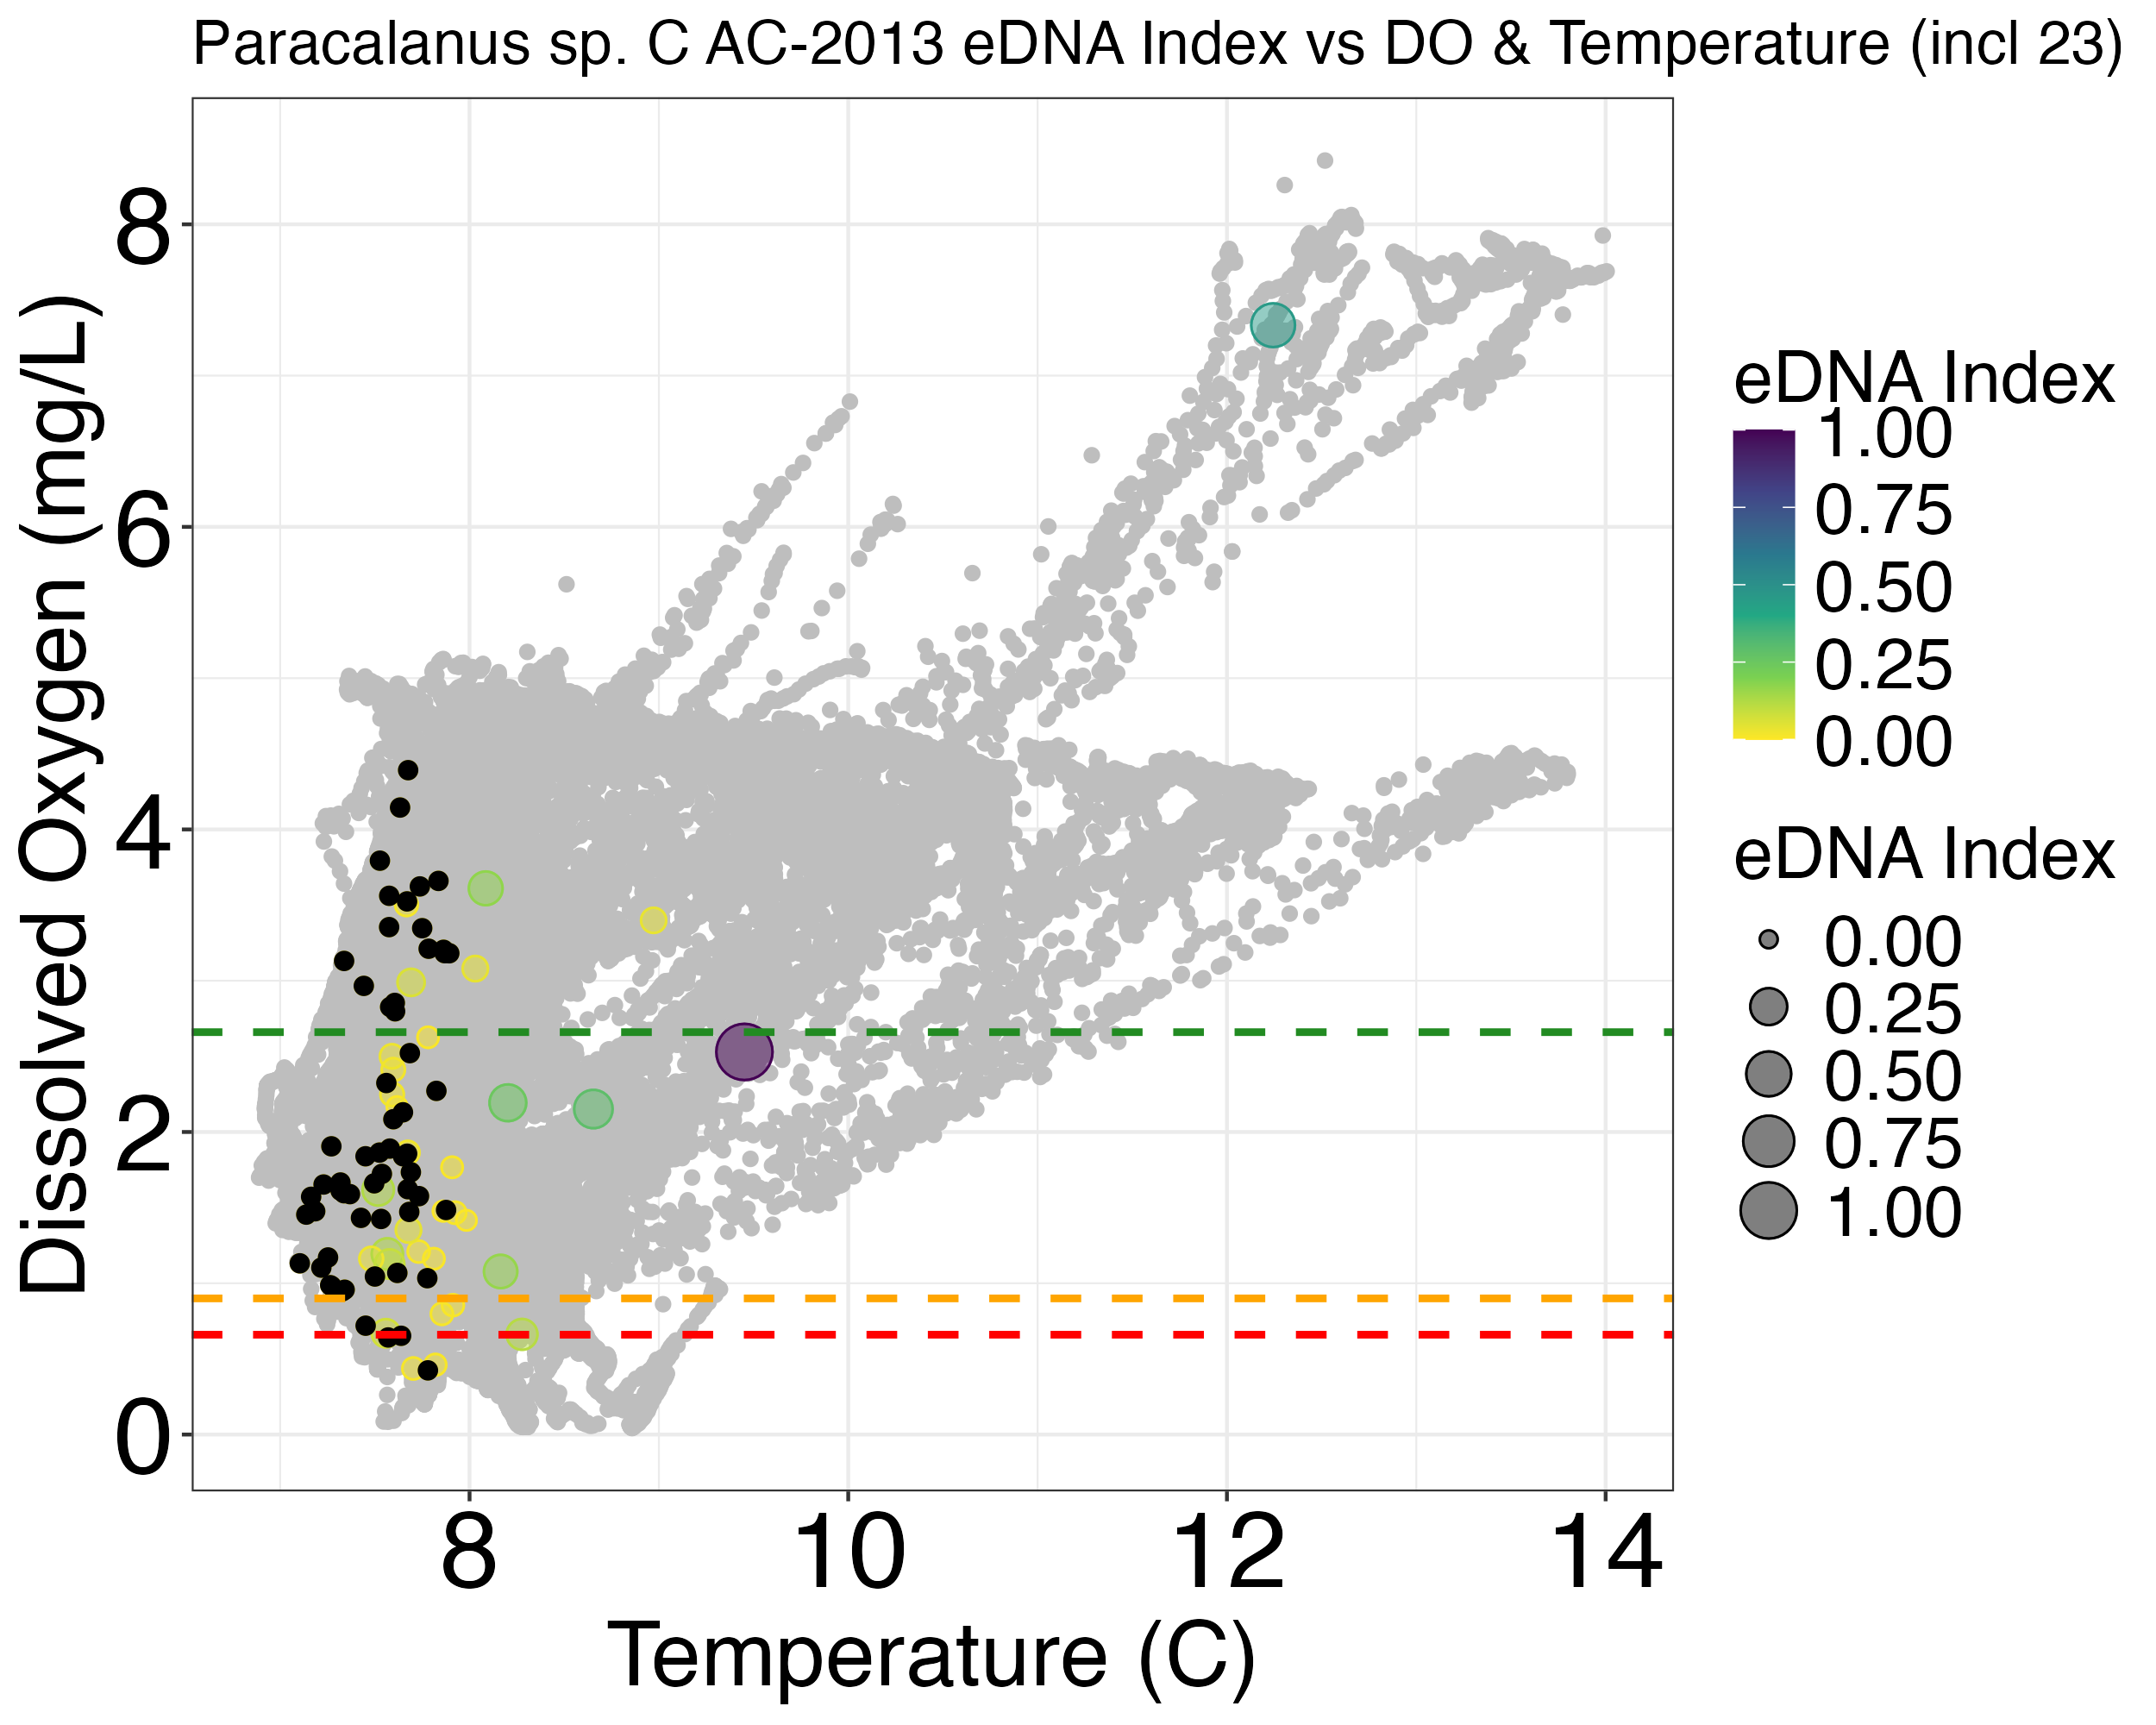 Paracalanus sp. C AC-2013 eDNA Index vs DO & Temperature (incl 23)
Dissolved Oxygen (mg/L)
8
6
4
2
0
8 10 12 14
Temperature (C)
eDNA Index
1.00
0.75
0.50
0.25
0.00
eDNA Index
0.00
0.25
0.50
0.75
1.00